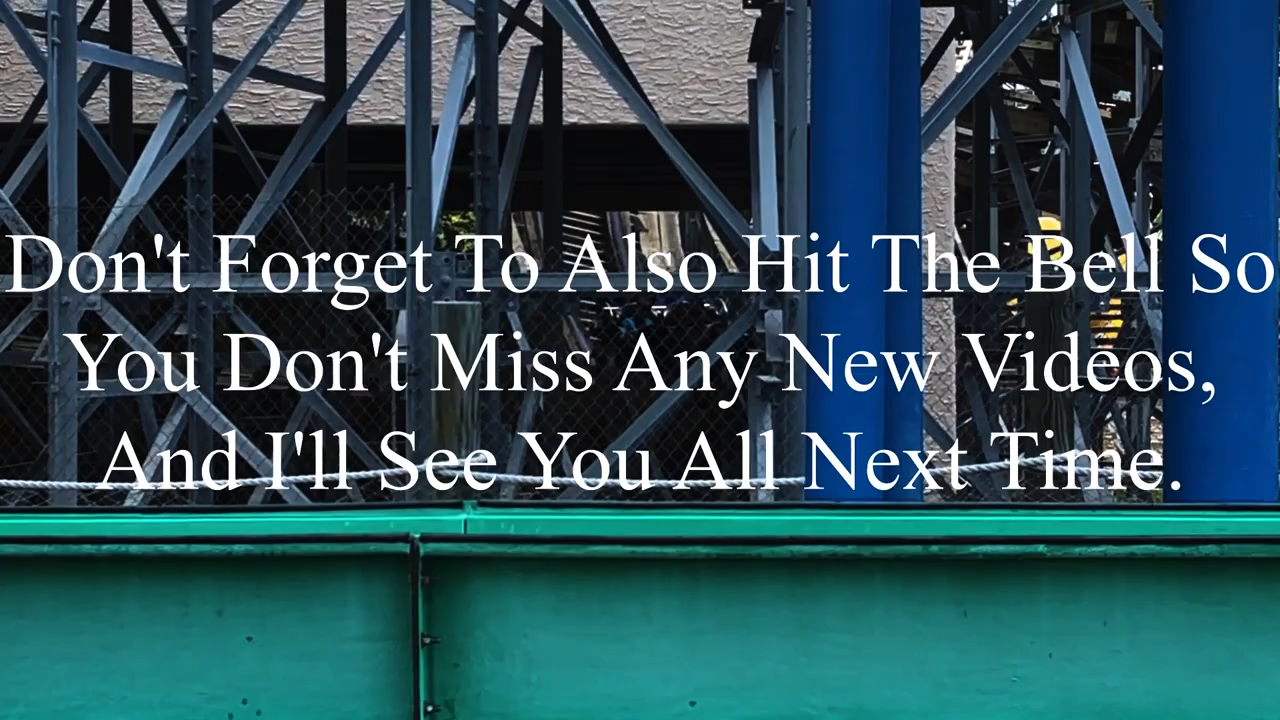 Don't Forget To Also Hit The Bell So
You Don't Miss Any New Videos,
And I'll See You All Next Time.